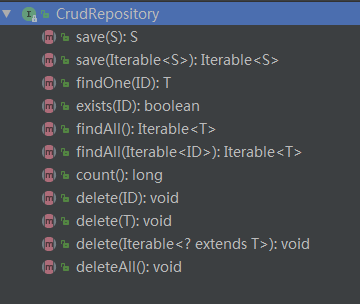 CrudRepository
save(S): S
save(Iterable<S>): Iterable<S>
findOne(ID): T
exists(ID): boolean
findAll(): Iterable<T>
findAll(Iterable<ID>): Iterable<T>
count(): long
delete(ID): void
delete(T): void
delete(Iterable<? extends T>): void
deleteAll(): void